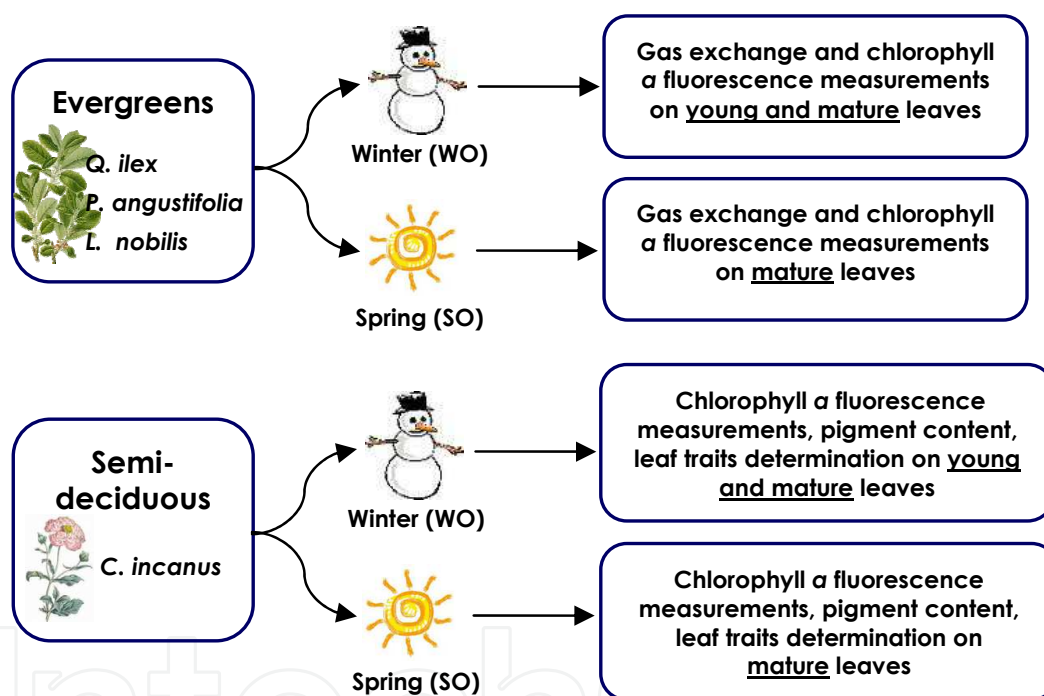 Evergreens
Q. ilex
P. angustifolia
L. nobilis
Winter (WO)
Gas exchange and chlorophyll
a fluorescence measurements
on young and mature leaves
Spring (SO)
Gas exchange and chlorophyll
a fluorescence measurements
on mature leaves
Semi-
deciduous
C. incanus
Winter (WO)
Chlorophyll a fluorescence
measurements, pigment content,
leaf traits determination on young
and mature leaves
Spring (SO)
Chlorophyll a fluorescence
measurements, pigment content,
leaf traits determination on
mature leaves